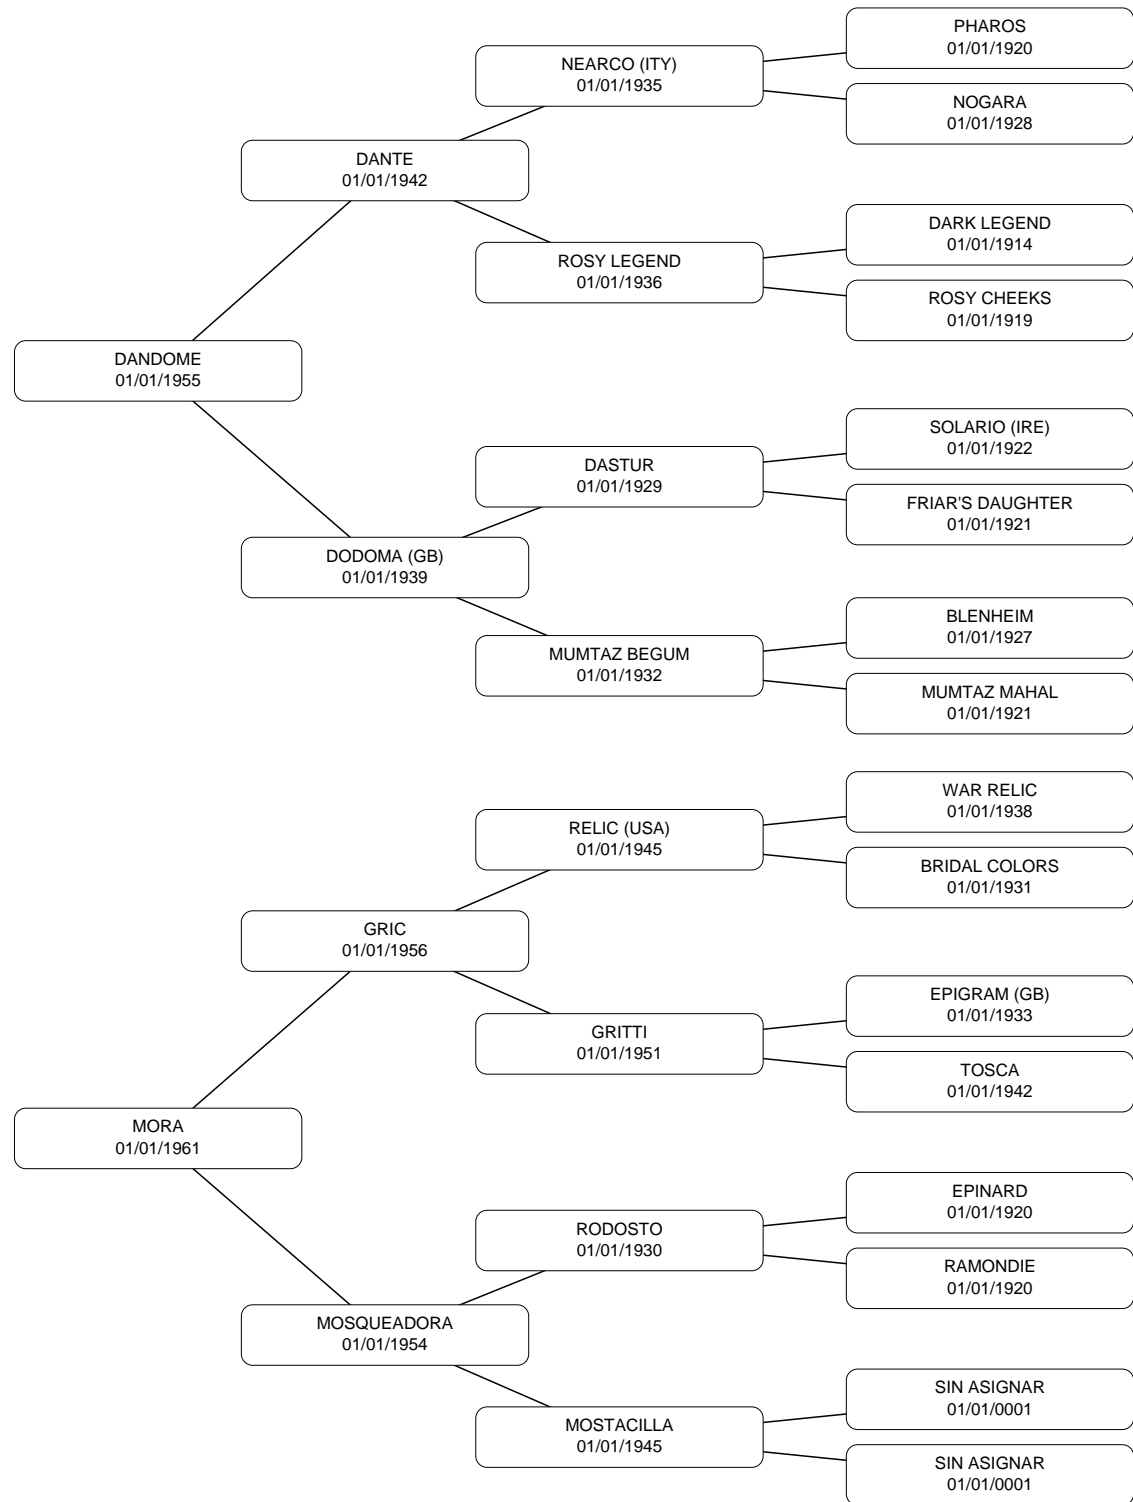 PHAROS
01/01/1920
NEARCO (ITY)
01/01/1935
NOGARA
01/01/1928
DANTE
01/01/1942
DARK LEGEND
01/01/1914
ROSY LEGEND
01/01/1936
ROSY CHEEKS
01/01/1919
DANDOME
01/01/1955
SOLARIO (IRE)
01/01/1922
DASTUR
01/01/1929
FRIAR'S DAUGHTER
01/01/1921
DODOMA (GB)
01/01/1939
BLENHEIM
01/01/1927
MUMTAZ BEGUM
01/01/1932
MUMTAZ MAHAL
01/01/1921
WAR RELIC
01/01/1938
RELIC (USA)
01/01/1945
BRIDAL COLORS
01/01/1931
GRIC
01/01/1956
EPIGRAM (GB)
01/01/1933
GRITTI
01/01/1951
TOSCA
01/01/1942
MORA
01/01/1961
EPINARD
01/01/1920
RODOSTO
01/01/1930
RAMONDIE
01/01/1920
MOSQUEADORA
01/01/1954
SIN ASIGNAR
01/01/0001
MOSTACILLA
01/01/1945
SIN ASIGNAR
01/01/0001